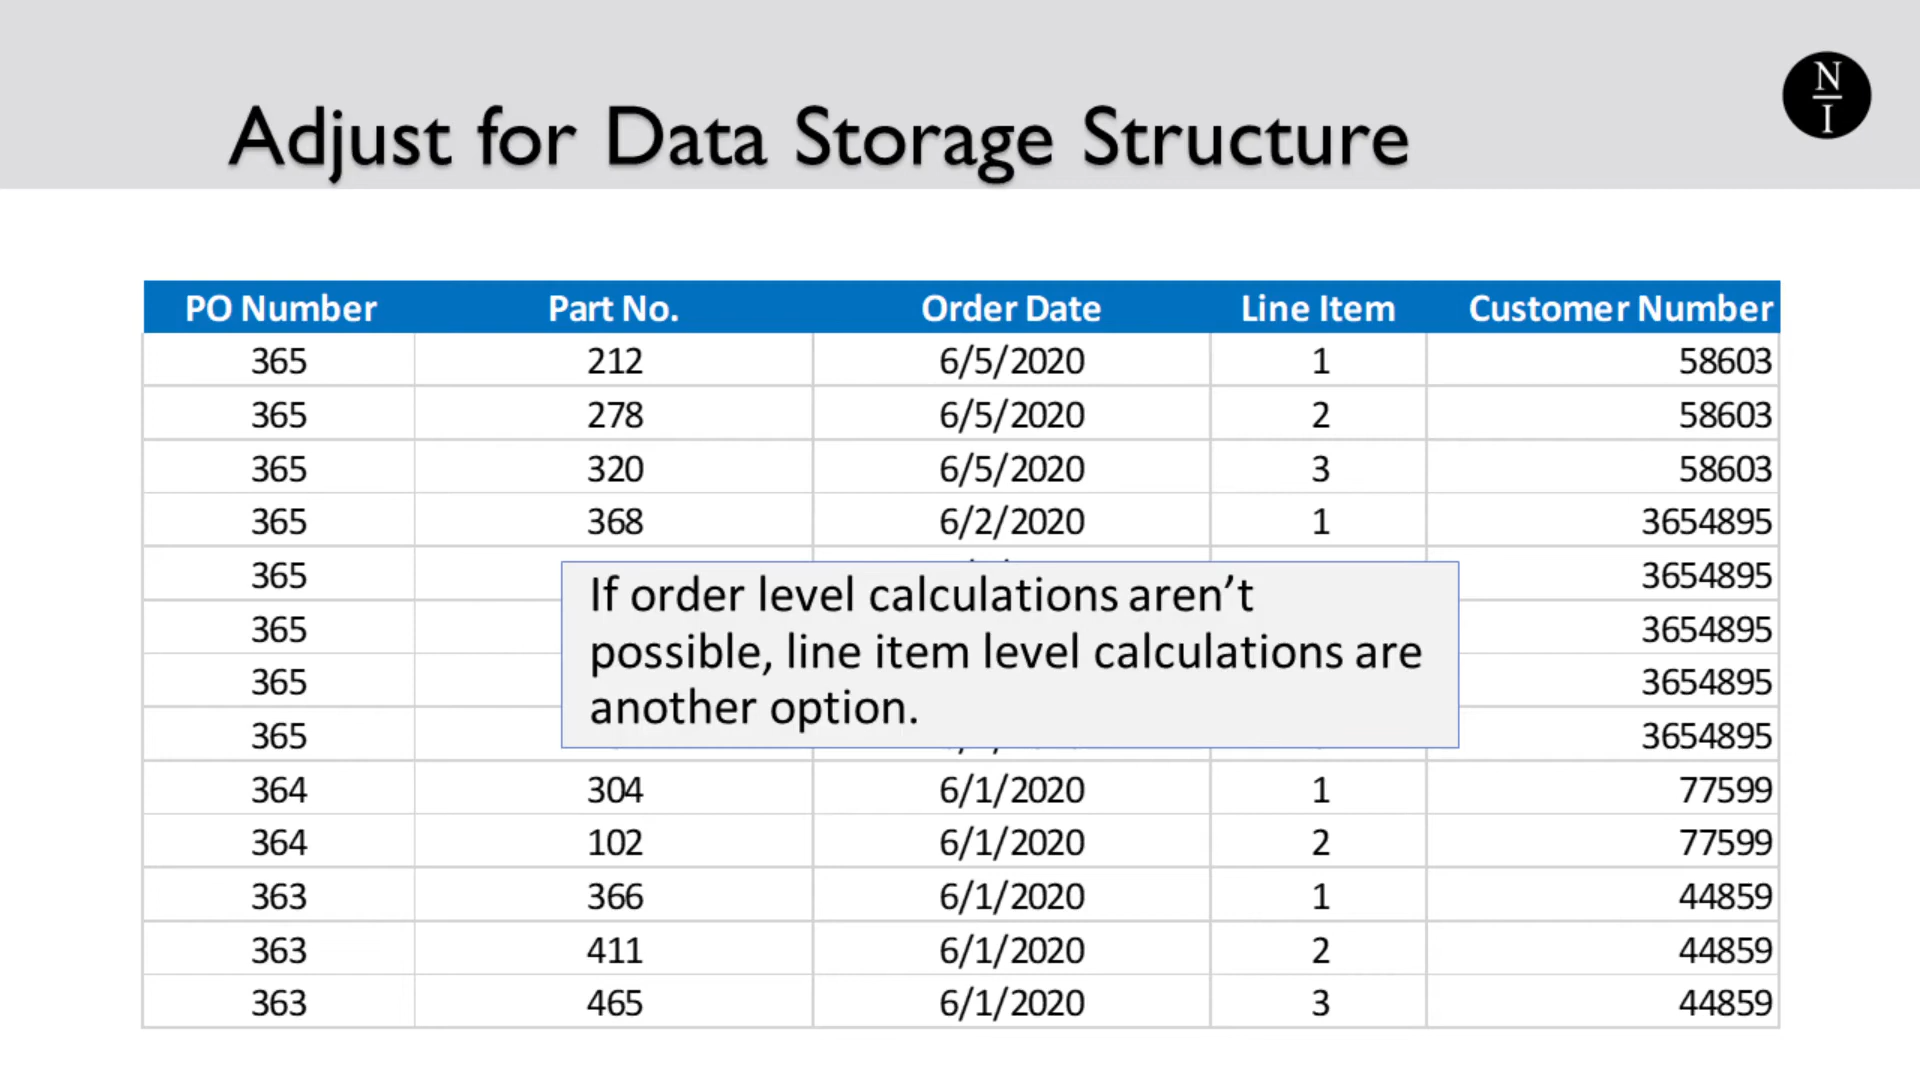 N
I
Adjust for Data Storage Structure
PO Number Part No. Order Date Line Item Customer Number
365 212 6/5/2020 1 58603
365 278 6/5/2020 2 58603
365 320 6/5/2020 3 58603
365 368 6/2/2020 1 3654895
365 3654895
365 3654895
365 3654895
365 3654895
If order level calculations aren’t
possible, line item level calculations are
another option.
364 304 6/1/2020 1 77599
364 102 6/1/2020 2 77599
363 366 6/1/2020 1 44859
363 411 6/1/2020 2 44859
363 465 6/1/2020 3 44859